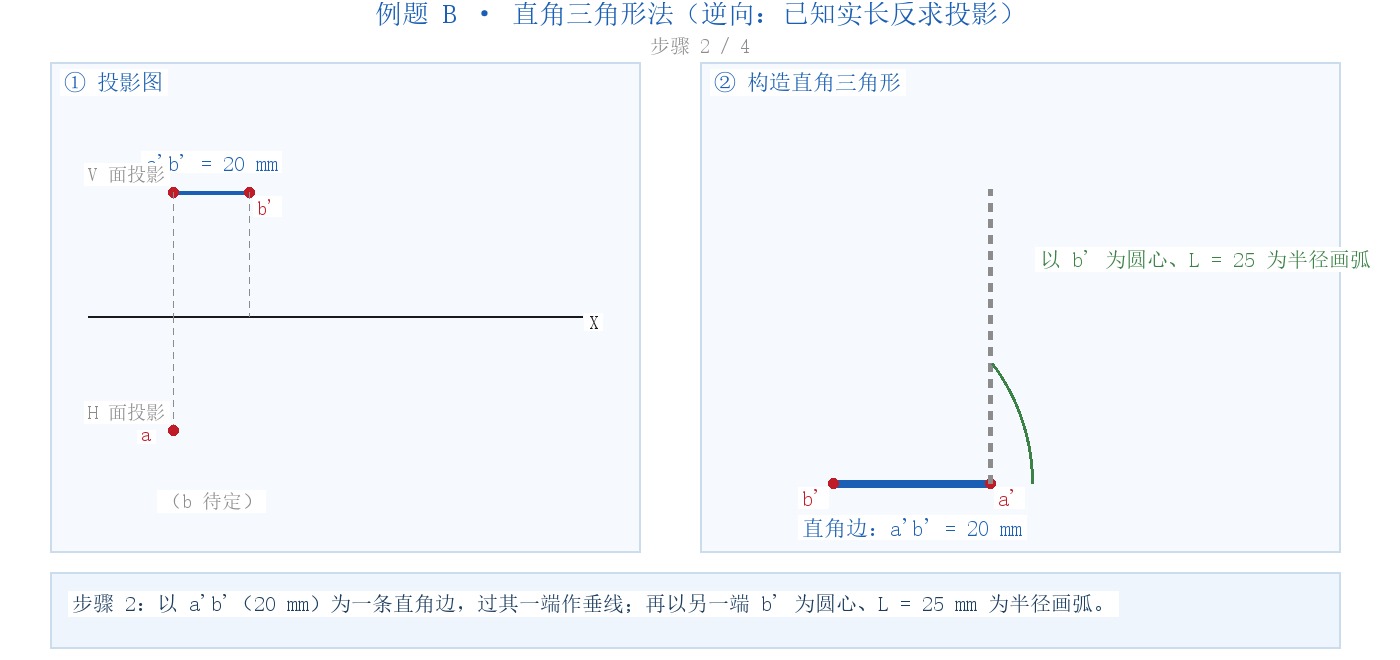 例题 B · 直角三角形法（逆向：已知实长反求投影）
步骤 2 / 4
① 投影图
a'b' = 20 mm
V 面投影
b'
X
H 面投影
a
（b 待定）
② 构造直角三角形
以 b' 为圆心、L = 25 为半径画弧
b'
a'
直角边：a'b' = 20 mm
步骤 2：以 a'b'（20 mm）为一条直角边，过其一端作垂线；再以另一端 b' 为圆心、L = 25 mm 为半径画弧。